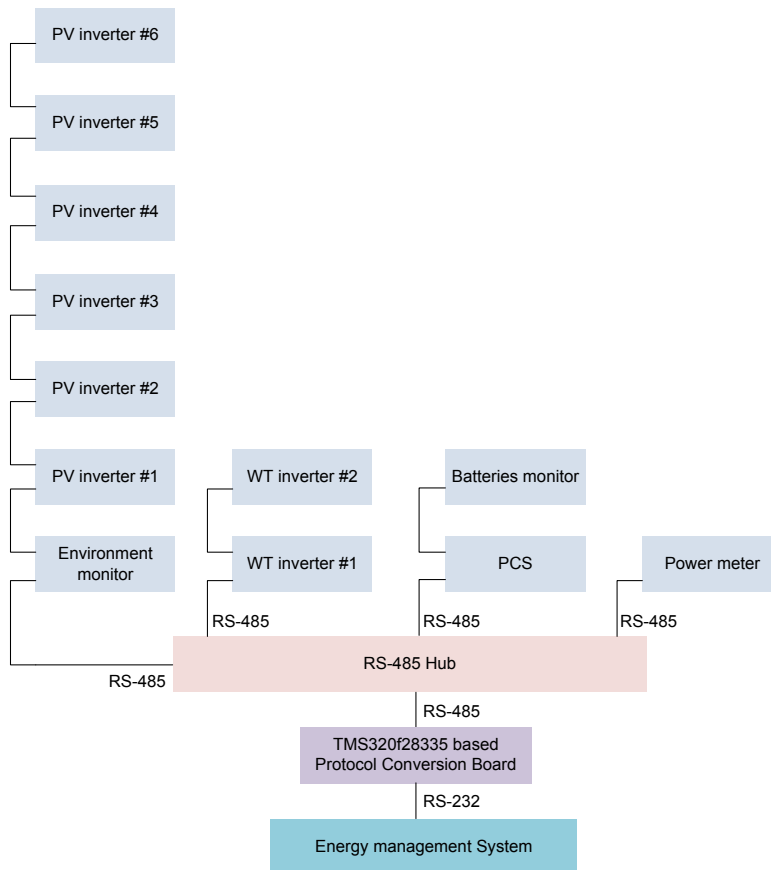 PV inverter #6
PV inverter #5
PV inverter #4
PV inverter #3
PV inverter #2
PV inverter #1
WT inverter #2
Batteries monitor
Environment
monitor
WT inverter #1
PCS
Power meter
RS-485
RS-485
RS-485
RS-485 Hub
RS-485
RS-485
TMS320f28335 based
Protocol Conversion Board
RS-232
Energy management System